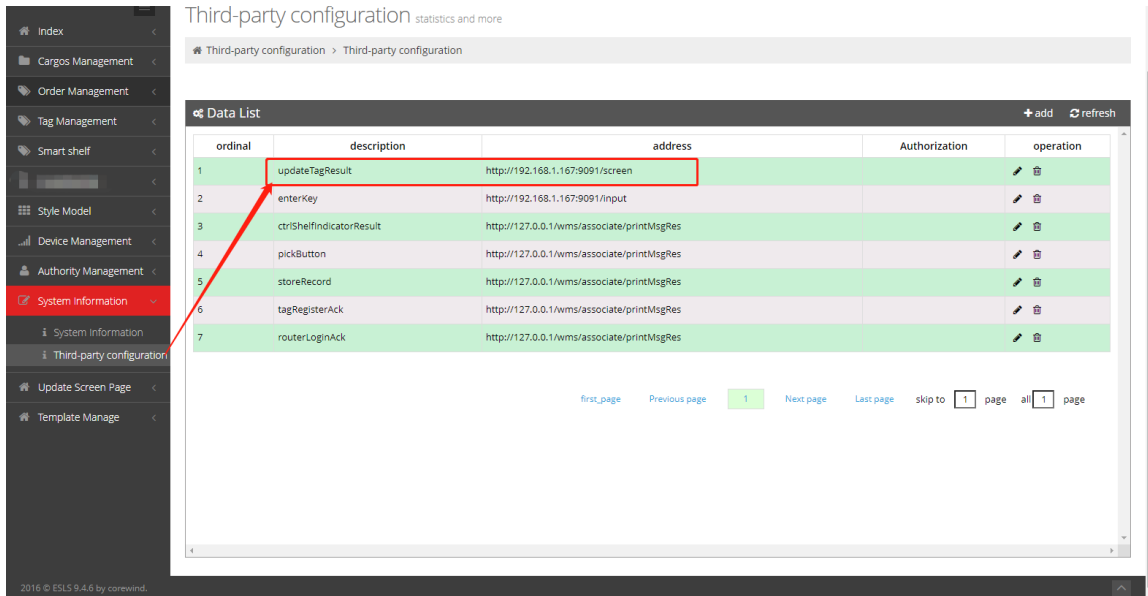 Third-party configuration statistics and more
Index
Third-party configuration > Third-party configuration
Cargos Management
Order Management
Tag Management
Smart shelf
Style Model
Device Management
Authority Management
System Information
System Information
Third-party configuration
Update Screen Page
Template Manage
Data List
add refresh
ordinal description address Authorization operation
1 updateTagResult http://192.168.1.167:9091/screen
2 enterKey http://192.168.1.167:9091/input
3 ctrlShelfIndicatorResult http://127.0.0.1/wms/associate/printMsgRes
4 pickButton http://127.0.0.1/wms/associate/printMsgRes
5 storeRecord http://127.0.0.1/wms/associate/printMsgRes
6 tagRegisterAck http://127.0.0.1/wms/associate/printMsgRes
7 routerLoginAck http://127.0.0.1/wms/associate/printMsgRes
first_page Previous page 1 Next page Last page skip to 1 page all 1 page
2016 © ESLS 9.4.6 by corewind.